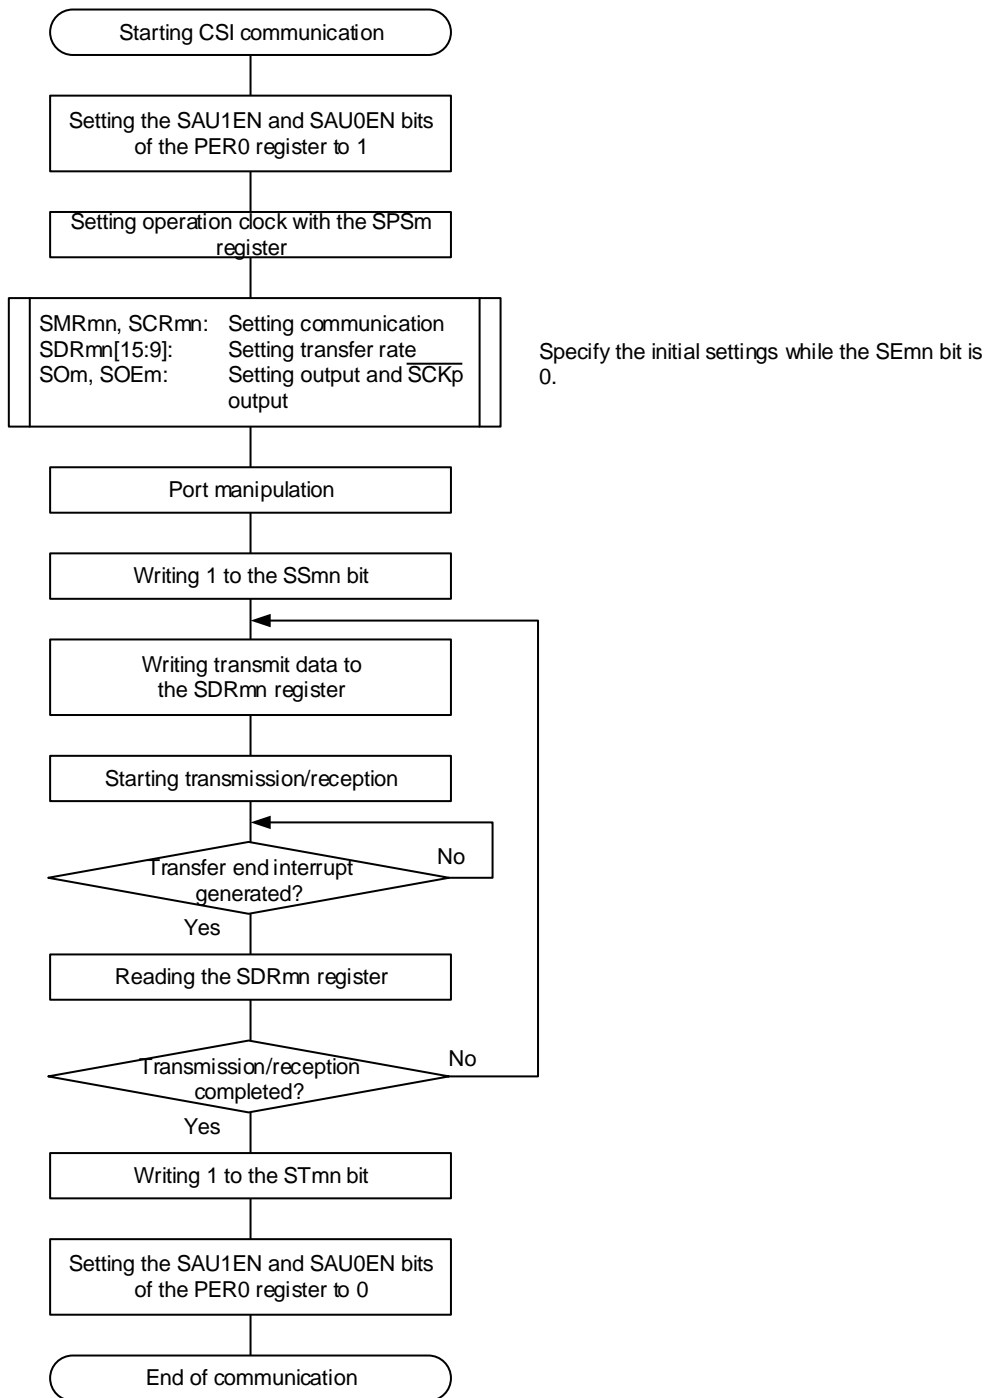 Starting CSI communication
Setting the SAU1EN and SAU0EN bits
of the PER0 register to 1
Setting operation clock with the SPSm
register
SMRmn, SCRmn: Setting communication
SDRmn[15:9]: Setting transfer rate
SOm, SOEm: Setting output and S̅C̅K̅p̅
output
Specify the initial settings while the SEmn bit is
0.
Port manipulation
Writing 1 to the SSmn bit
Writing transmit data to
the SDRmn register
Starting transmission/reception
Transfer end interrupt
generated?
No
Yes
Reading the SDRmn register
Transmission/reception
completed?
No
Yes
Writing 1 to the STmn bit
Setting the SAU1EN and SAU0EN bits
of the PER0 register to 0
End of communication